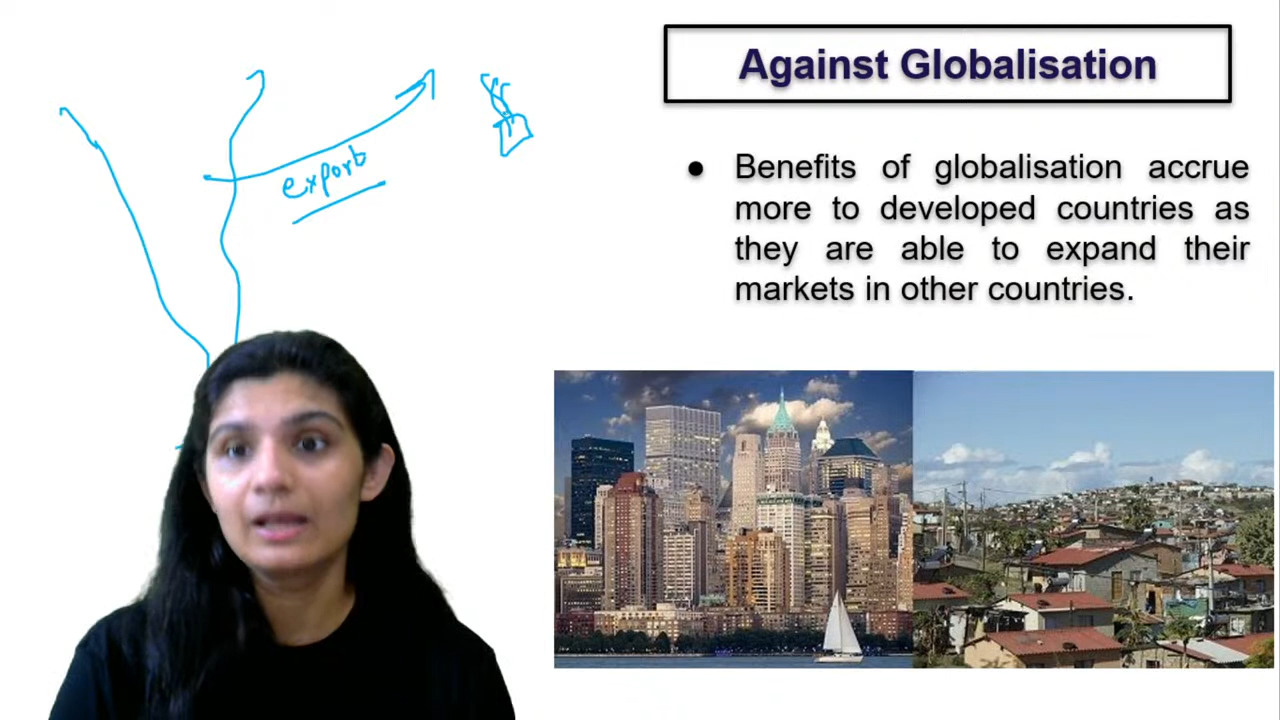 Against Globalisation
export
● Benefits of globalisation accrue
more to developed countries as
they are able to expand their
markets in other countries.